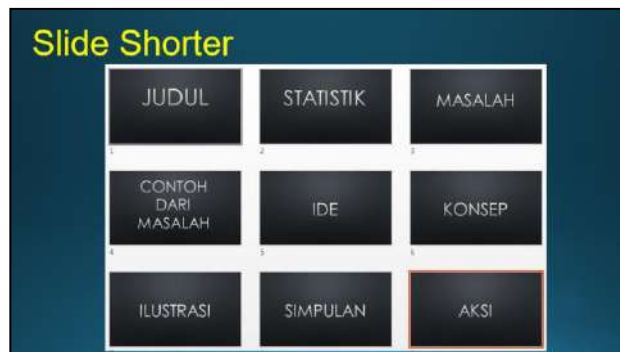 Slide Shorter
JUDUL
STATISTIK
MASALAH
1
2
3
CONTOH
DARI
MASALAH
IDE
KONSEP
4
5
6
ILUSTRASI
SIMPULAN
AKSI